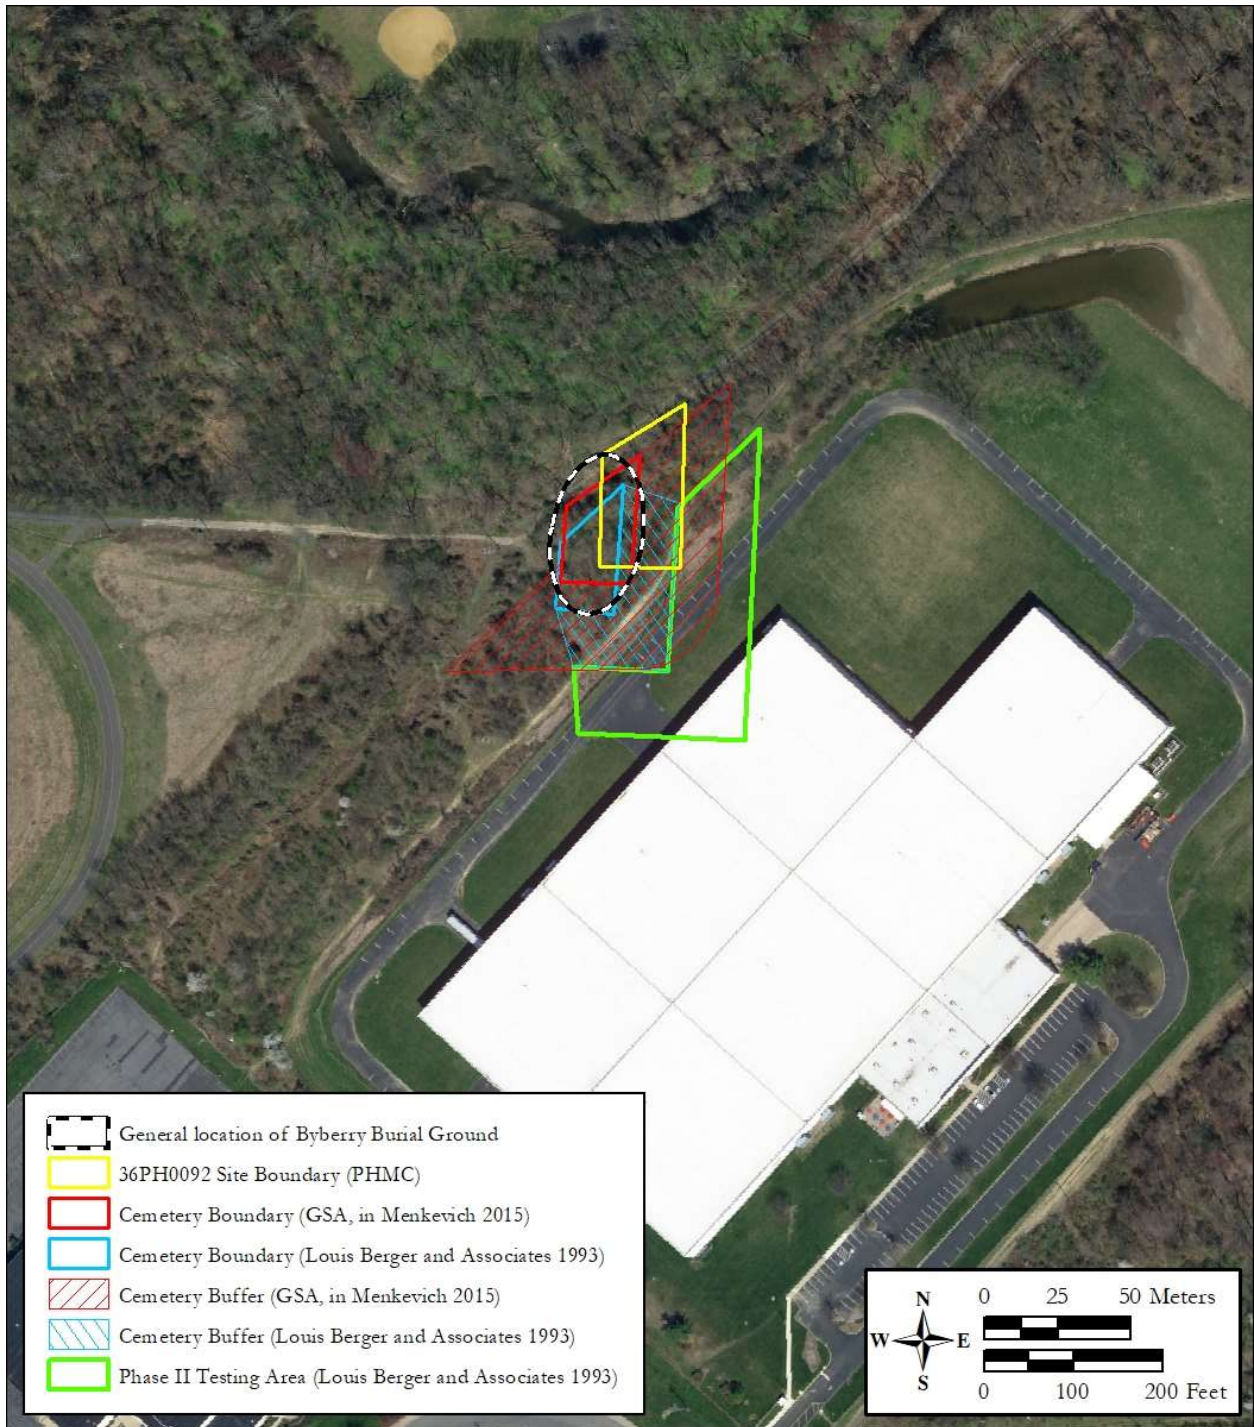 General location of Byberry Burial Ground
36PH0092 Site Boundary (PHMC)
Cemetery Boundary (GSA, in Menkevich 2015)
Cemetery Boundary (Louis Berger and Associates 1993)
Cemetery Buffer (GSA, in Menkevich 2015)
Cemetery Buffer (Louis Berger and Associates 1993)
Phase II Testing Area (Louis Berger and Associates 1993)
N
W E
S
0 25 50 Meters
0 100 200 Feet